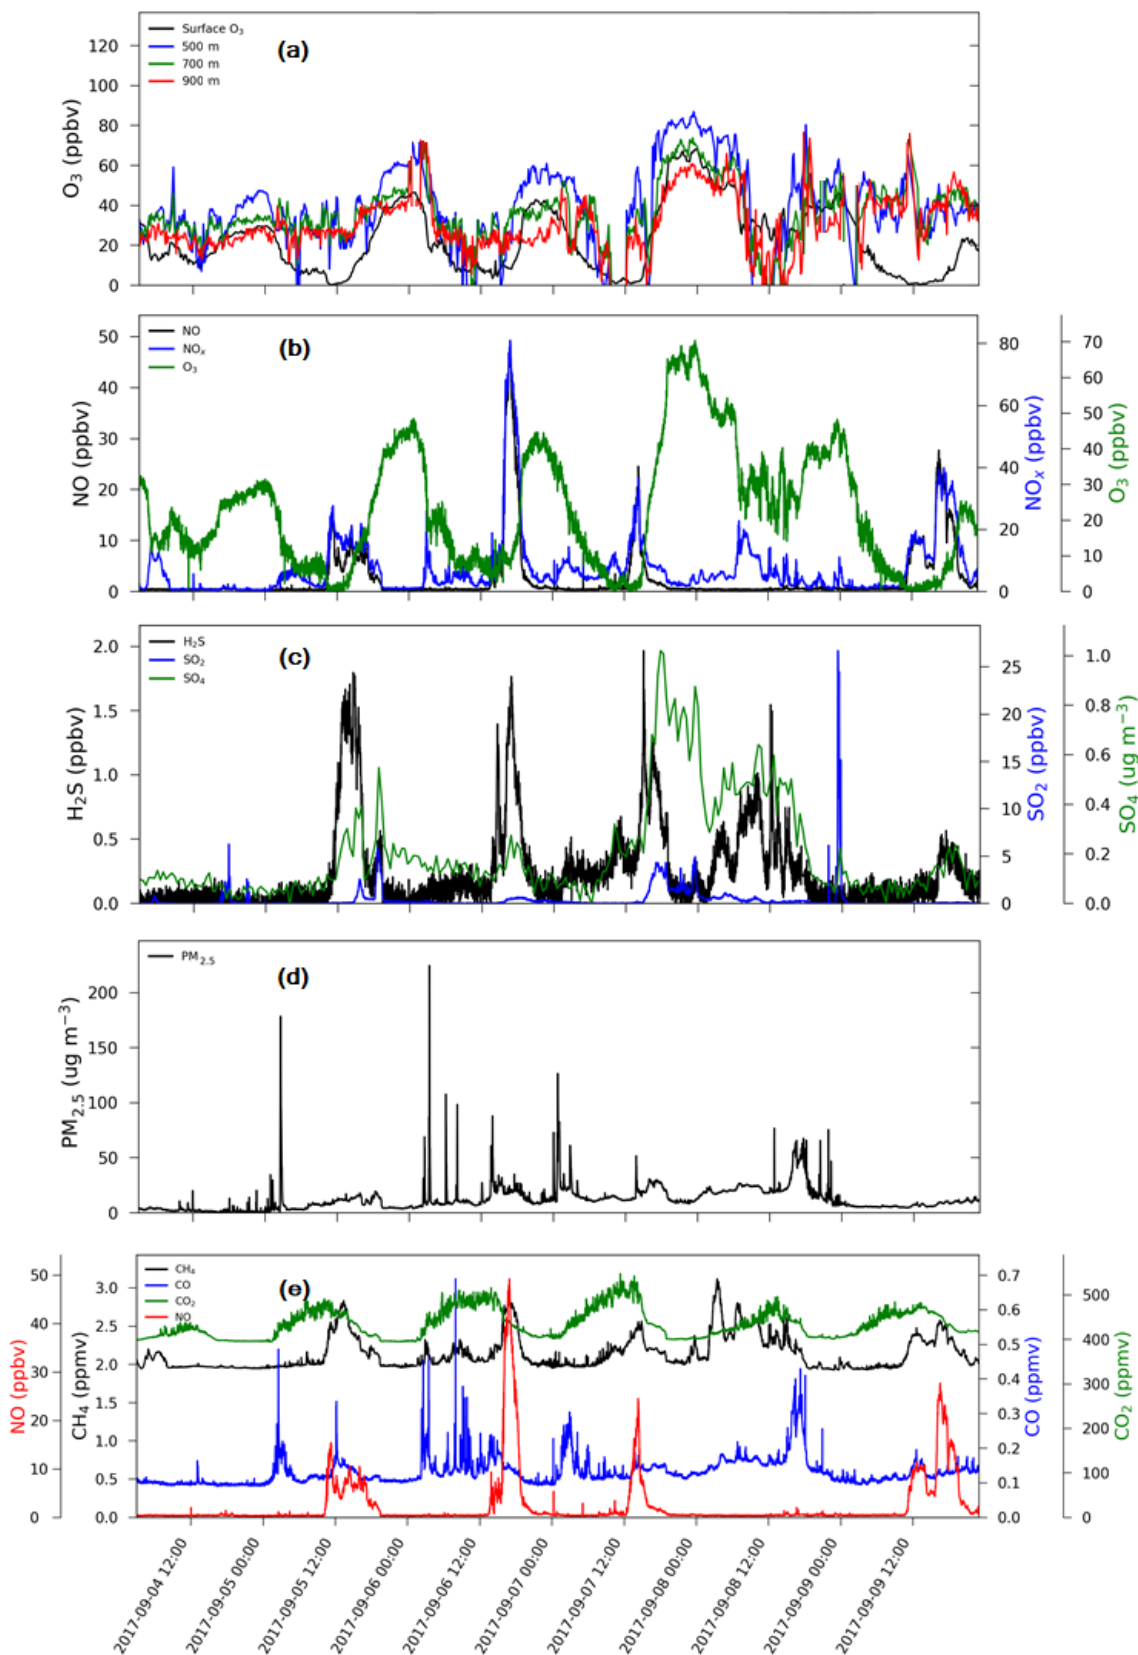 Surface O₃
500 m
700 m
900 m
(a)
O₃ (ppbv)
120
100
80
60
40
20
0
NO
NOₓ
O₃
(b)
NO (ppbv)
50
40
30
20
10
0
80
60
40
20
0
NOₓ (ppbv)
70
60
50
40
30
20
10
0
O₃ (ppbv)
H₂S
SO₂
SO₄
(c)
H₂S (ppbv)
2.0
1.5
1.0
0.5
0.0
25
20
15
10
5
0
SO₂ (ppbv)
1.0
0.8
0.6
0.4
0.2
0.0
SO₄ (ug m⁻³)
PM₂.₅
(d)
PM₂.₅ (ug m⁻³)
200
150
100
50
0
CH₄
CO
CO₂
NO
(e)
NO (ppbv)
50
40
30
20
10
0
CH₄ (ppmv)
3.0
2.5
2.0
1.5
1.0
0.5
0.0
0.7
0.6
0.5
0.4
0.3
0.2
0.1
0.0
CO (ppmv)
500
400
300
200
100
0
CO₂ (ppmv)
2017-09-04 12:00
2017-09-05 00:00
2017-09-05 12:00
2017-09-06 00:00
2017-09-06 12:00
2017-09-07 00:00
2017-09-07 12:00
2017-09-08 00:00
2017-09-08 12:00
2017-09-09 00:00
2017-09-09 12:00